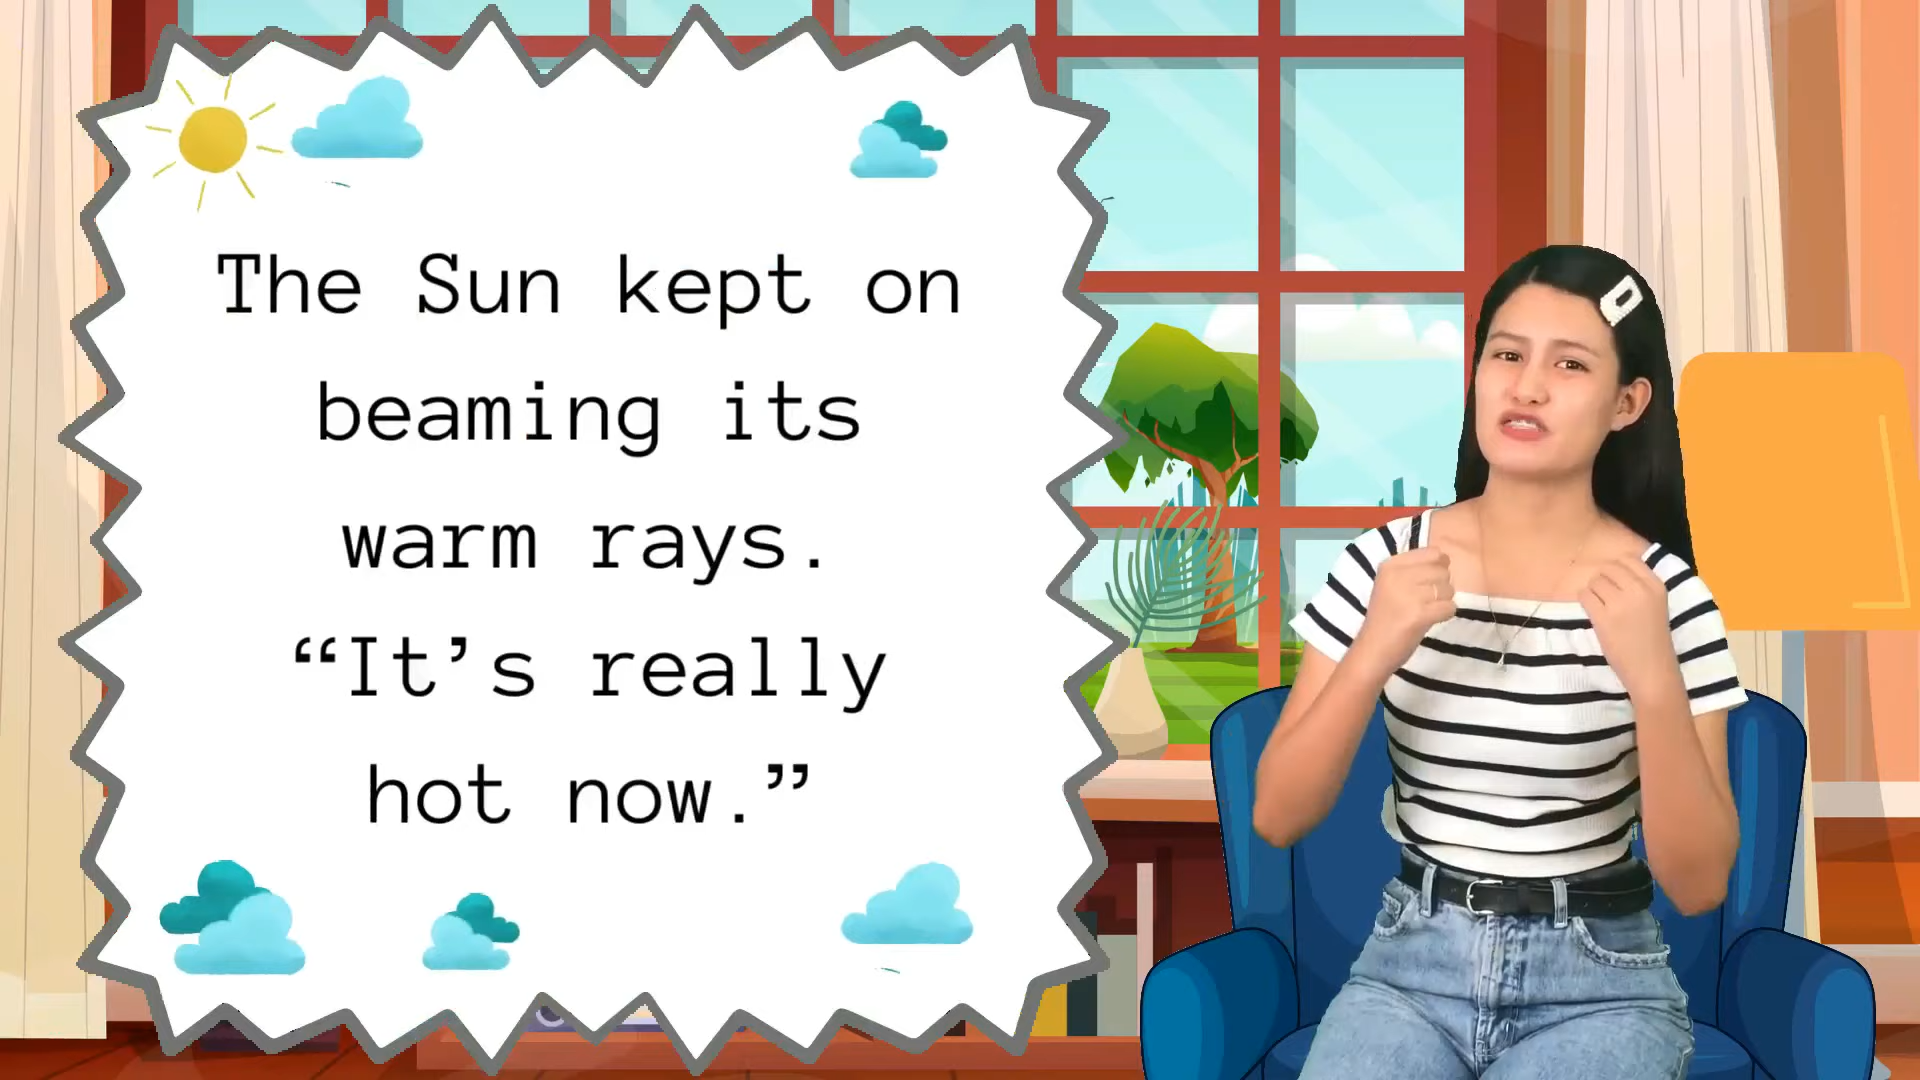 The Sun kept on
beaming its
warm rays.
“It’s really
hot now.”